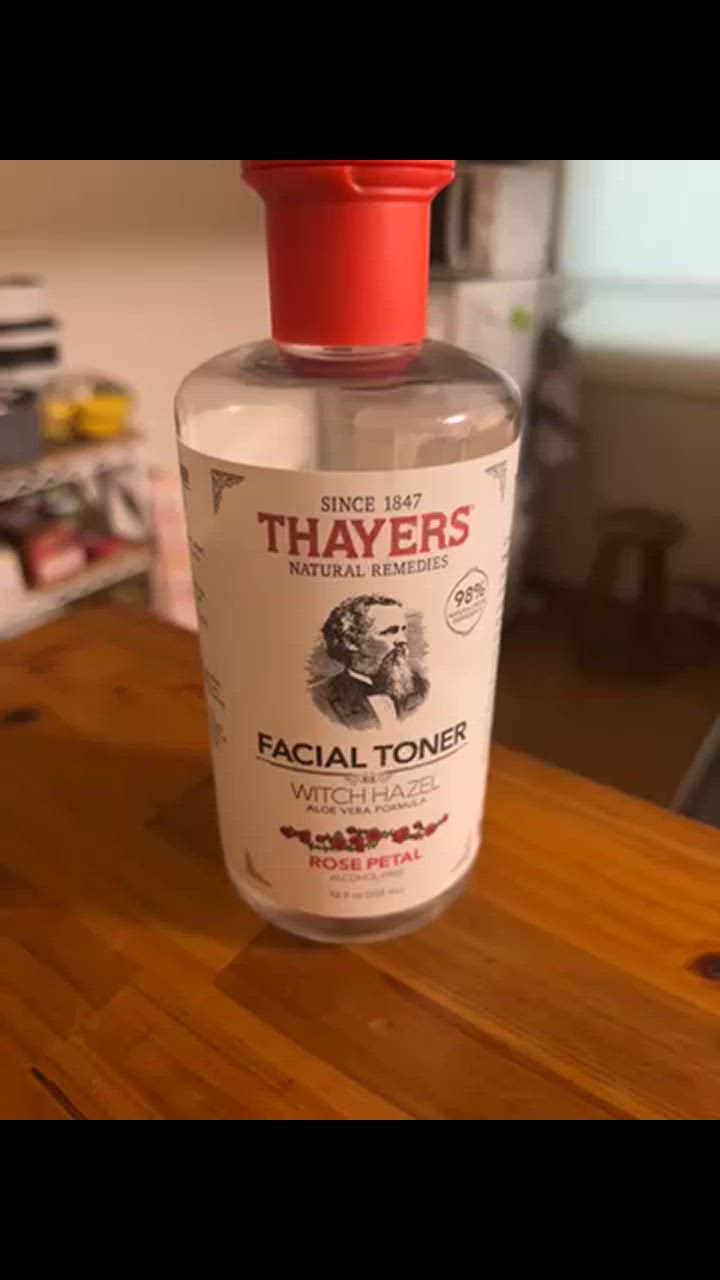 SINCE 1847
THAYERS
NATURAL REMEDIES
98%
FACIAL TONER
WITCH HAZEL
ALOE VERA FORMULA
ROSE PETAL
ALCOHOL-FREE